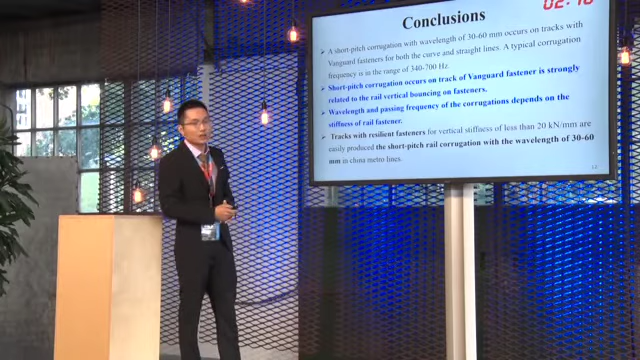 02:16
Conclusions
➢ A short-pitch corrugation with wavelength of 30-60 mm occurs on tracks with
Vanguard fasteners for both the curve and straight lines. A typical corrugation
frequency is in the range of 340-700 Hz.
➢ Short-pitch corrugation occurs on track of Vanguard fastener is strongly
related to the rail vertical bouncing on fasteners.
➢ Wavelength and passing frequency of the corrugations depends on the
stiffness of rail fastener.
➢ Tracks with resilient fasteners for vertical stiffness of less than 20 kN/mm are
easily produced the short-pitch rail corrugation with the wavelength of 30-60
mm in china metro lines.